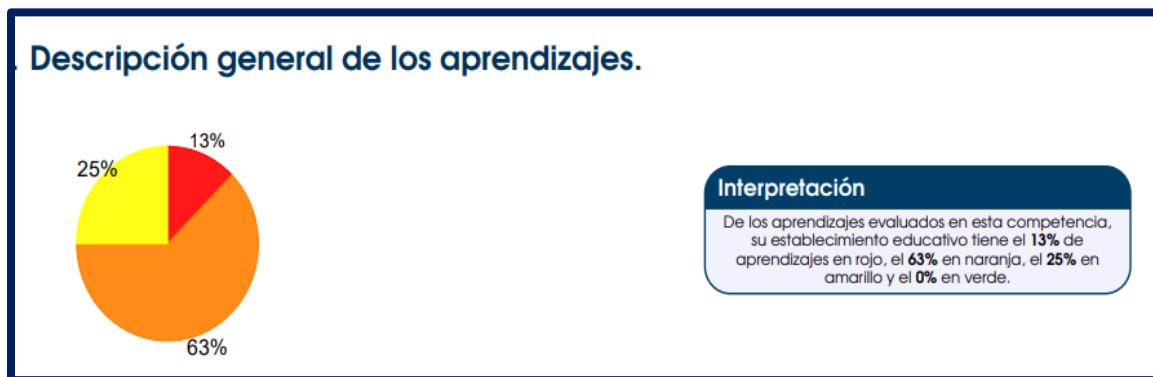 . Descripción general de los aprendizajes.
13%
25%
63%
Interpretación
De los aprendizajes evaluados en esta competencia,
su establecimiento educativo tiene el 13% de
aprendizajes en rojo, el 63% en naranja, el 25% en
amarillo y el 0% en verde.